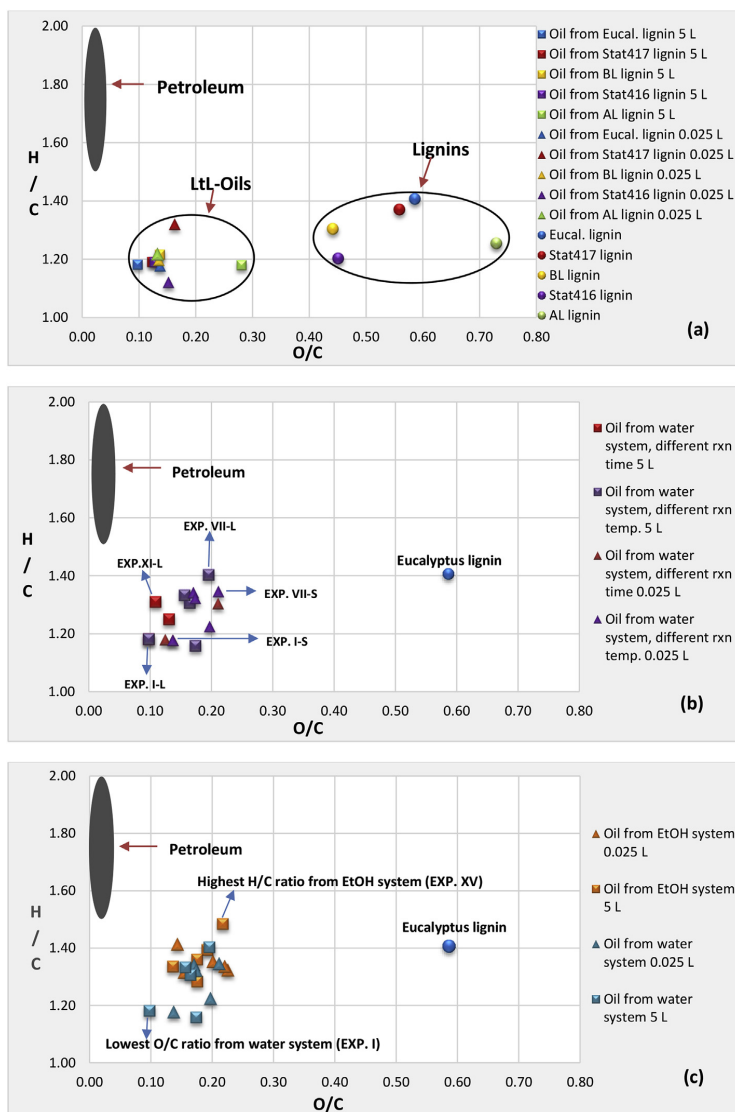 2.00
1.80
1.60
1.40
1.20
1.00
H
/
C
0.00
0.10
0.20
0.30
0.40
0.50
0.60
0.70
0.80
O/C
Petroleum
LtL-Oils
Lignins
Oil from Eucal. lignin 5 L
Oil from Stat417 lignin 5 L
Oil from BL lignin 5 L
Oil from Stat416 lignin 5 L
Oil from AL lignin 5 L
Oil from Eucal. lignin 0.025 L
Oil from Stat417 lignin 0.025 L
Oil from BL lignin 0.025 L
Oil from Stat416 lignin 0.025 L
Oil from AL lignin 0.025 L
Eucal. lignin
Stat417 lignin
BL lignin
Stat416 lignin
AL lignin
(a)
2.00
1.80
1.60
1.40
1.20
1.00
H
/
C
0.00
0.10
0.20
0.30
0.40
0.50
0.60
0.70
0.80
O/C
Petroleum
EXP. VII-L
EXP.XI-L
EXP. VII-S
EXP. I-S
EXP. I-L
Eucalyptus lignin
Oil from water
system, different rxn
time 5 L
Oil from water
system, different rxn
temp. 5 L
Oil from water
system, different rxn
time 0.025 L
Oil from water
system, different rxn
temp. 0.025 L
(b)
2.00
1.80
1.60
1.40
1.20
1.00
H
/
C
0.00
0.10
0.20
0.30
0.40
0.50
0.60
0.70
0.80
O/C
Petroleum
Highest H/C ratio from EtOH system (EXP. XV)
Eucalyptus lignin
Lowest O/C ratio from water system (EXP. I)
Oil from EtOH system
0.025 L
Oil from EtOH system
5 L
Oil from water
system 0.025 L
Oil from water
system 5 L
(c)